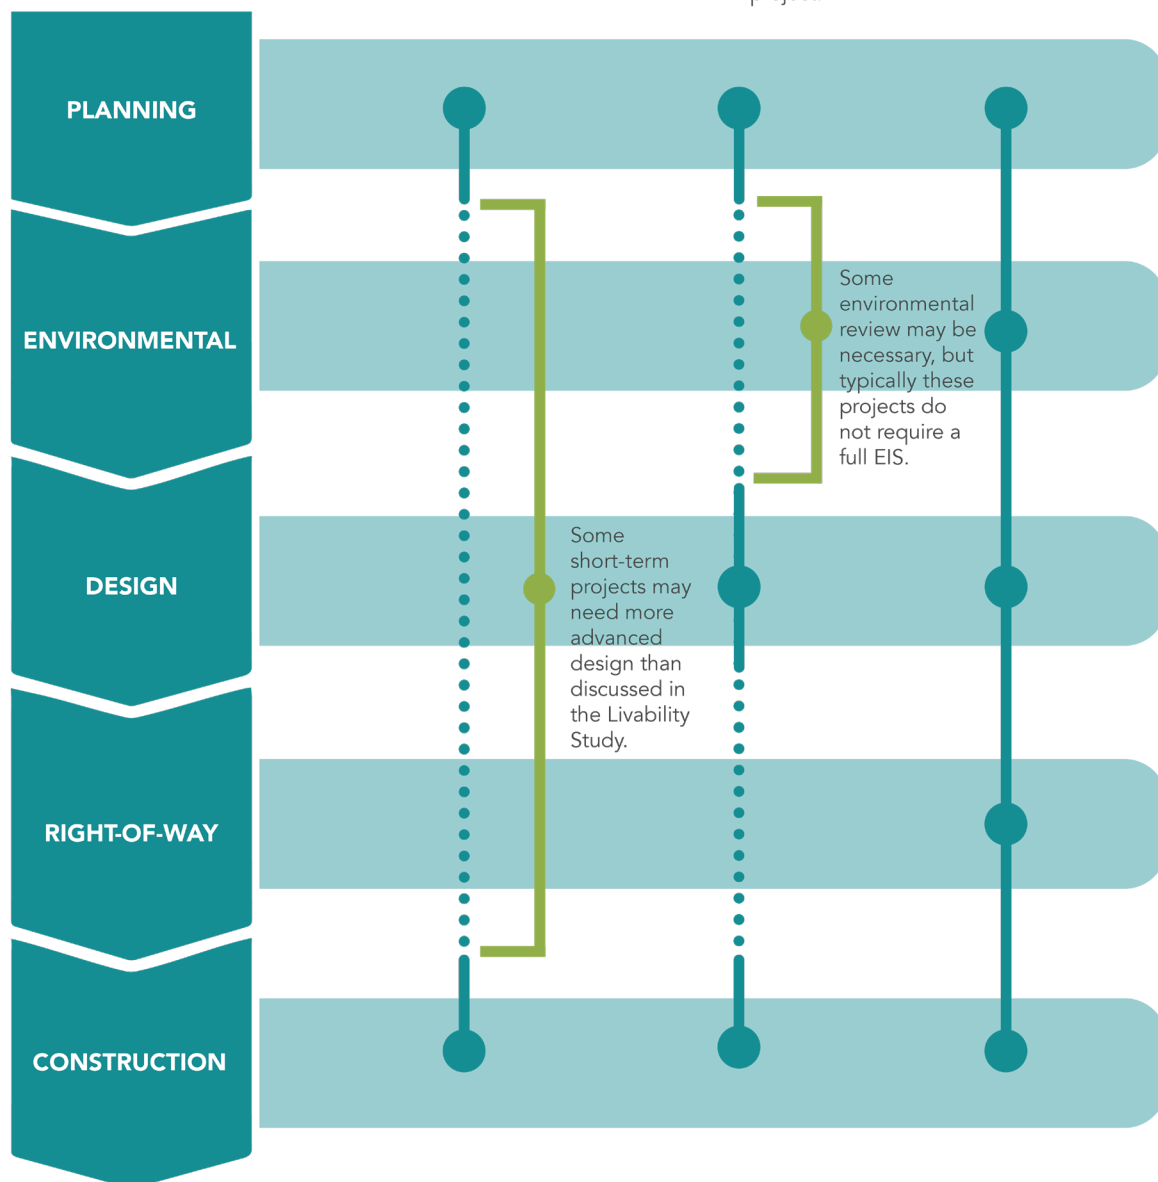 PLANNING
ENVIRONMENTAL
Some
environmental
review may be
necessary, but
typically these
projects do
not require a
full EIS.
DESIGN
Some
short-term
projects may
need more
advanced
design than
discussed in
the Livability
Study.
RIGHT-OF-WAY
CONSTRUCTION